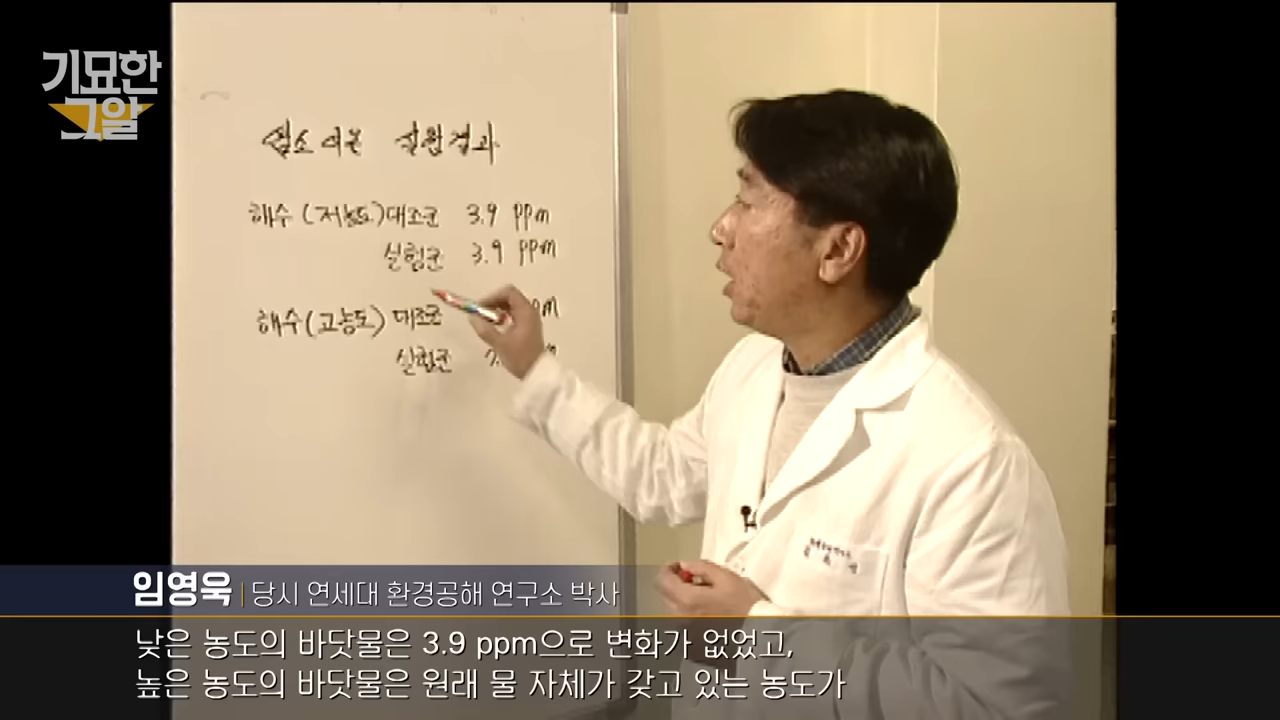 기묘한
그알
염소 이온 실험결과
해수 (저농도) 대조군 3.9 ppm
실험군 3.9 ppm
해수 (고농도) 대조군
실험군
임영욱 | 당시 연세대 환경공해 연구소 박사
낮은 농도의 바닷물은 3.9 ppm으로 변화가 없었고,
높은 농도의 바닷물은 원래 물 자체가 갖고 있는 농도가